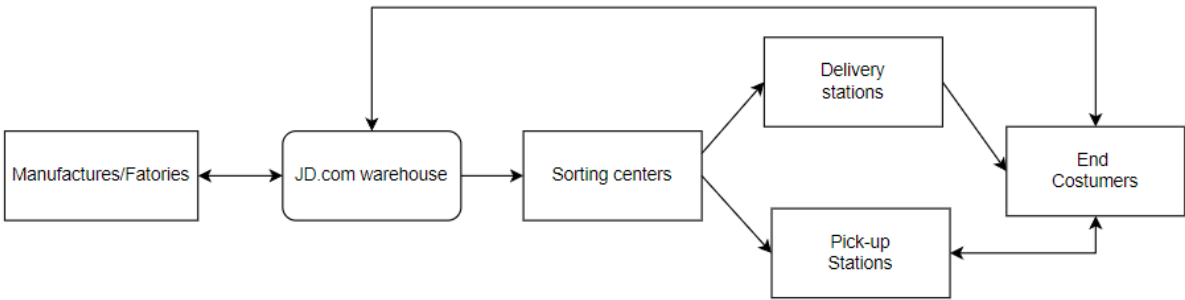 Manufactures/Fatories
JD.com warehouse
Sorting centers
Delivery
stations
Pick-up
Stations
End
Costumers